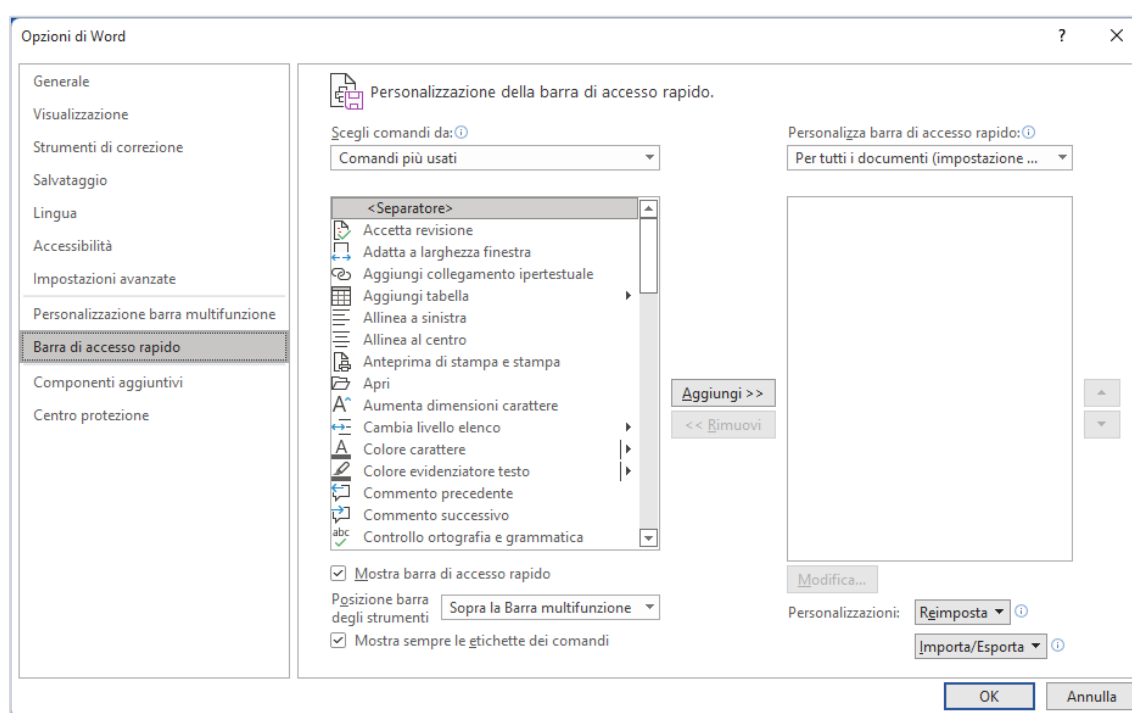 Opzioni di Word
?
Generale
Visualizzazione
Strumenti di correzione
Salvataggio
Lingua
Accessibilità
Impostazioni avanzate
Personalizzazione barra multifunzione
Barra di accesso rapido
Componenti aggiuntivi
Centro protezione
Personalizzazione della barra di accesso rapido.
Scegli comandi da:
Comandi più usati
<Separatore>
Accetta revisione
Adatta a larghezza finestra
Aggiungi collegamento ipertestuale
Aggiungi tabella
Allinea a sinistra
Allinea al centro
Anteprima di stampa e stampa
Apri
Aumenta dimensioni carattere
Cambia livello elenco
Colore carattere
Colore evidenziatore testo
Commento precedente
Commento successivo
abc Controllo ortografia e grammatica
Mostra barra di accesso rapido
Posizione barra
degli strumenti
Sopra la Barra multifunzione
Mostra sempre le etichette dei comandi
Aggiungi >>
<< Rimuovi
Personalizza barra di accesso rapido:
Per tutti i documenti (impostazione ...
Modifica...
Personalizzazioni:
Reimposta
Importa/Esporta
OK
Annulla